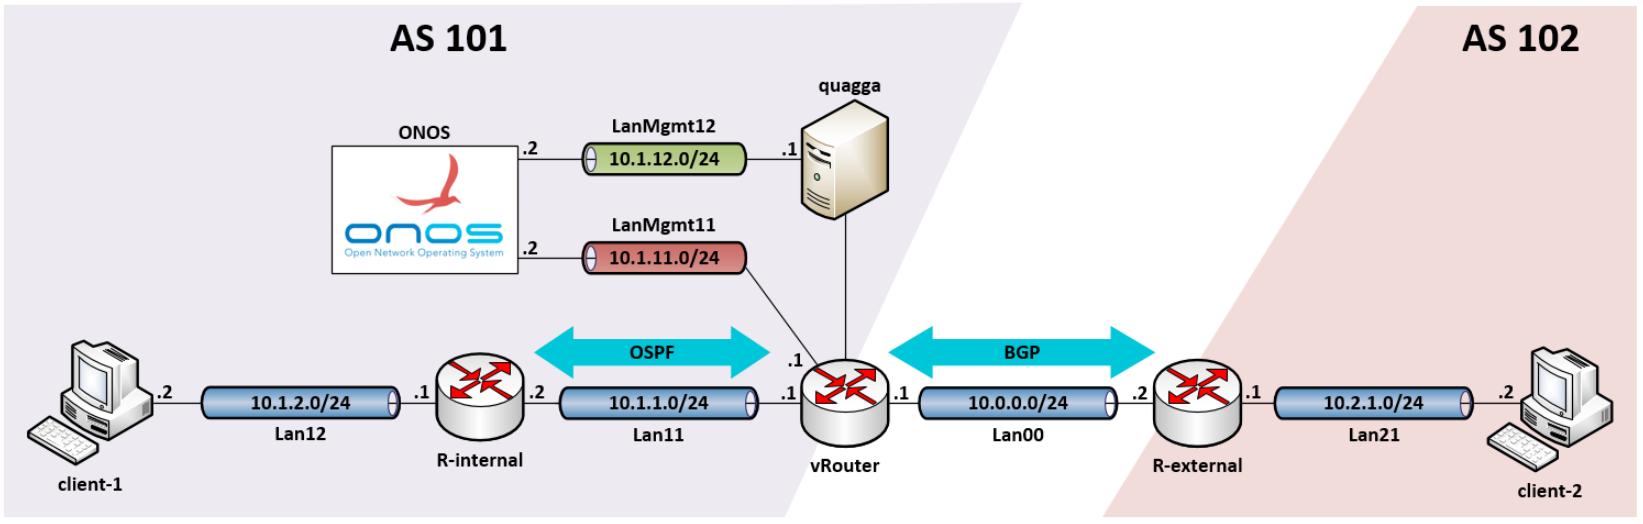 AS 101
AS 102
quagga
LanMgmt12
ONOS
.2
10.1.12.0/24
.1
onos
Open Network Operating System
LanMgmt11
.2
10.1.11.0/24
OSPF
BGP
.1
.2
10.1.2.0/24
.1
.2
10.1.1.0/24
.1
.1
10.0.0.0/24
.2
.1
10.2.1.0/24
.2
Lan12
Lan11
Lan00
Lan21
R-internal
vRouter
R-external
client-1
client-2